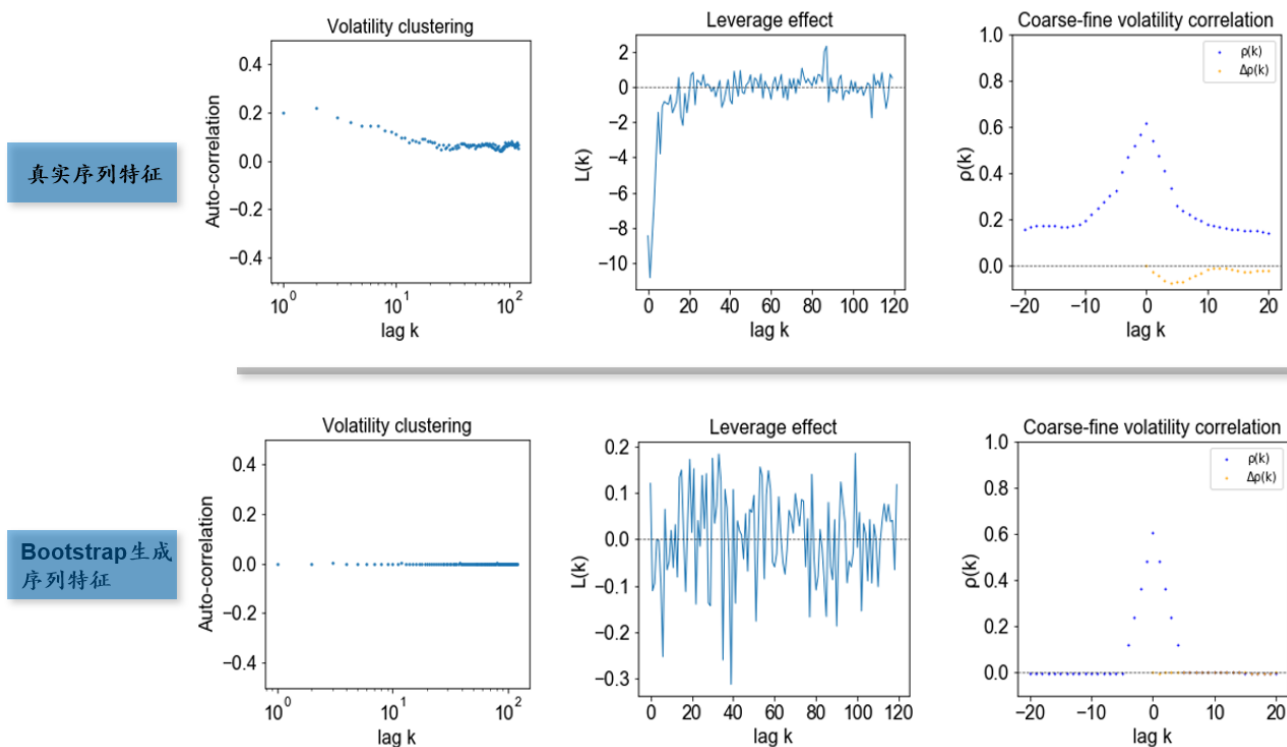 真实序列特征
Volatility clustering
Auto-correlation
0.4
0.2
0.0
−0.2
−0.4
10⁰
10¹
10²
lag k
Leverage effect
L(k)
2
0
−2
−4
−6
−8
−10
0 20 40 60 80 100 120
lag k
Coarse-fine volatility correlation
ρ(k)
Δρ(k)
ρ(k)
1.0
0.8
0.6
0.4
0.2
0.0
−20 −10 0 10 20
lag k
Bootstrap生成
序列特征
Volatility clustering
Auto-correlation
0.4
0.2
0.0
−0.2
−0.4
10⁰
10¹
10²
lag k
Leverage effect
L(k)
0.2
0.1
0.0
−0.1
−0.2
−0.3
0 20 40 60 80 100 120
lag k
Coarse-fine volatility correlation
ρ(k)
Δρ(k)
ρ(k)
1.0
0.8
0.6
0.4
0.2
0.0
−20 −10 0 10 20
lag k